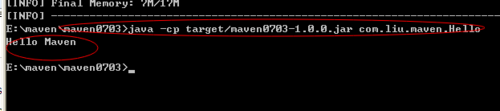 [INFO] Final Memory: 7M/17M
[INFO] ------------------------------------------------------------------------
E:\maven\maven0703>java -cp target/maven0703-1.0.0.jar com.liu.maven.Hello
Hello Maven
E:\maven\maven0703>_